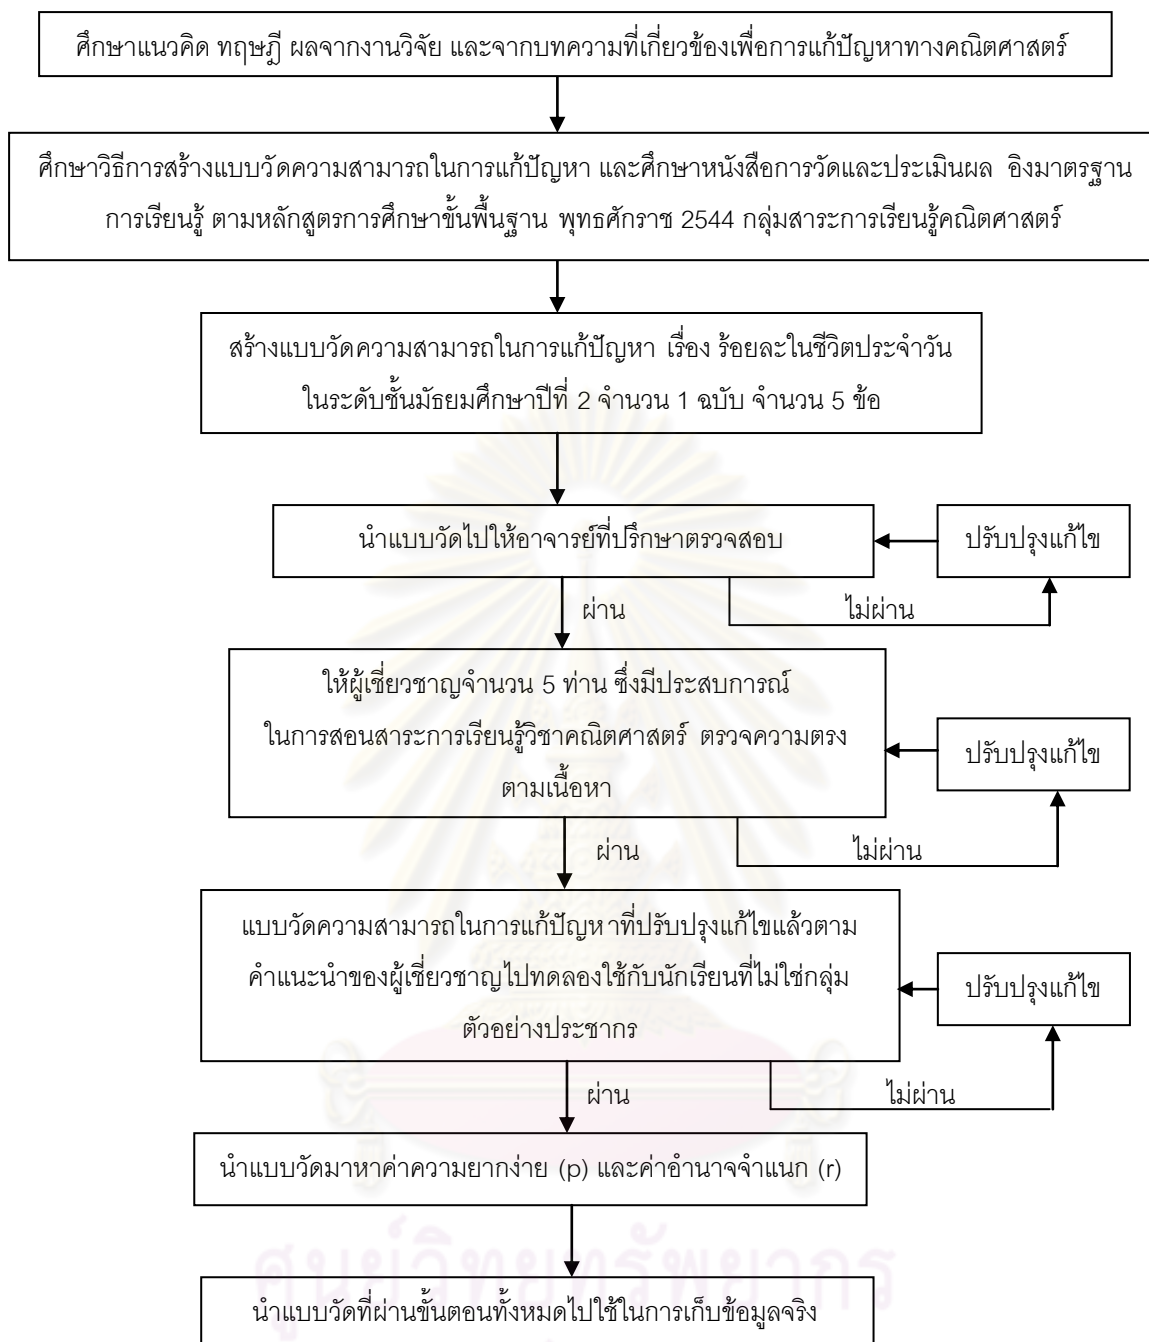 ศึกษาแนวคิด ทฤษฎี ผลจากงานวิจัย และจากบทความที่เกี่ยวข้องเพื่อการแก้ปัญหาทางคณิตศาสตร์
ศึกษาวิธีการสร้างแบบวัดความสามารถในการแก้ปัญหา และศึกษาหนังสือการวัดและประเมินผล อิงมาตรฐาน
การเรียนรู้ ตามหลักสูตรการศึกษาขั้นพื้นฐาน พุทธศักราช 2544 กลุ่มสาระการเรียนรู้คณิตศาสตร์
สร้างแบบวัดความสามารถในการแก้ปัญหา เรื่อง ร้อยละในชีวิตประจำวัน
ในระดับชั้นมัธยมศึกษาปีที่ 2 จำนวน 1 ฉบับ จำนวน 5 ข้อ
นำแบบวัดไปให้อาจารย์ที่ปรึกษาตรวจสอบ
ปรับปรุงแก้ไข
ผ่าน
ไม่ผ่าน
ให้ผู้เชี่ยวชาญจำนวน 5 ท่าน ซึ่งมีประสบการณ์
ในการสอนสาระการเรียนรู้วิชาคณิตศาสตร์ ตรวจความตรง
ตามเนื้อหา
ปรับปรุงแก้ไข
ผ่าน
ไม่ผ่าน
แบบวัดความสามารถในการแก้ปัญหาที่ปรับปรุงแก้ไขแล้วตาม
คำแนะนำของผู้เชี่ยวชาญไปทดลองใช้กับนักเรียนที่ไม่ใช่กลุ่ม
ตัวอย่างประชากร
ปรับปรุงแก้ไข
ผ่าน
ไม่ผ่าน
นำแบบวัดมาหาค่าความยากง่าย (p) และค่าอำนาจจำแนก (r)
ศูนย์วิทยทรัพยากร
นำแบบวัดที่ผ่านขั้นตอนทั้งหมดไปใช้ในการเก็บข้อมูลจริง